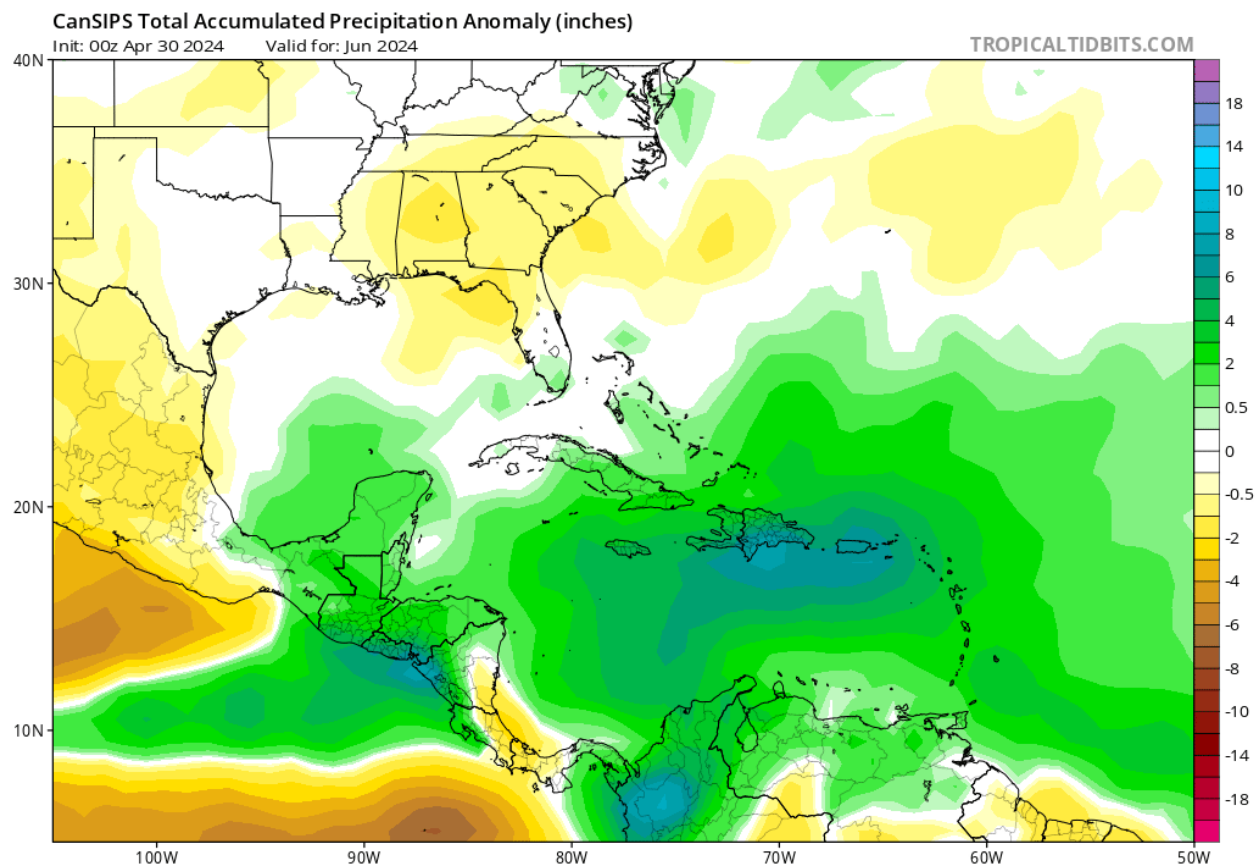 CanSIPS Total Accumulated Precipitation Anomaly (inches)
Init: 00z Apr 30 2024 Valid for: Jun 2024
TROPICALTIDBITS.COM
40N
30N
20N
10N
100W
90W
80W
70W
60W
50W
18
14
10
6
4
2
0.5
0
-0.5
-2
-4
-6
-8
-10
-14
-18